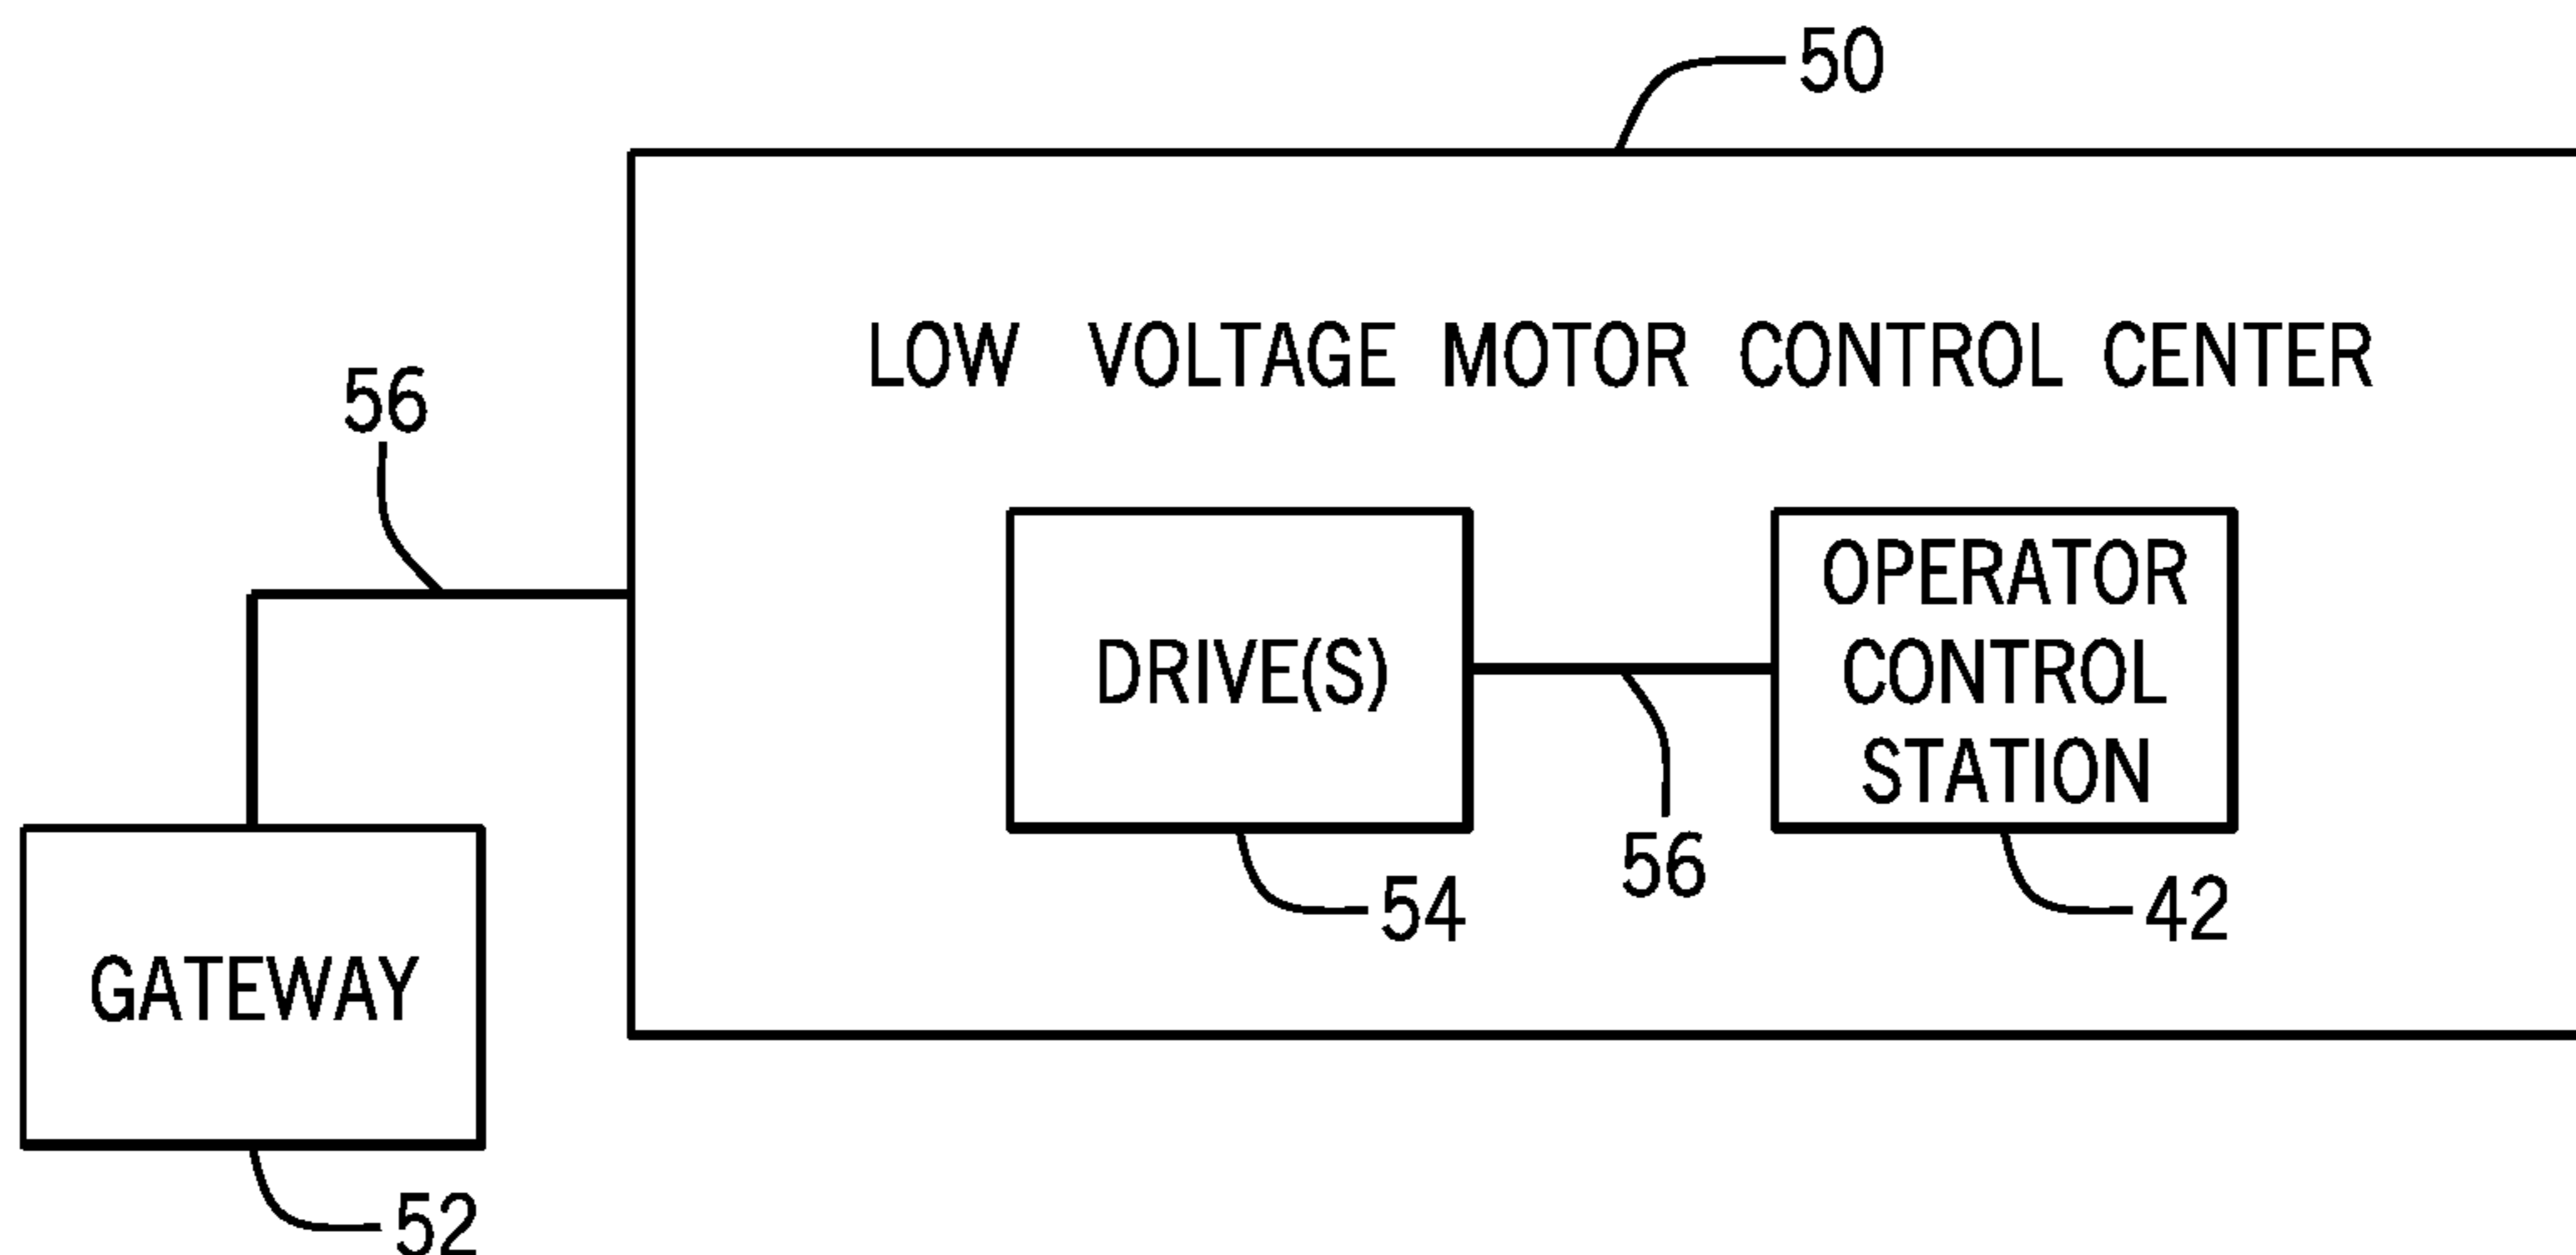 50
LOW VOLTAGE MOTOR CONTROL CENTER
56
OPERATOR
CONTROL
STATION
DRIVE(S)
56
54
42
GATEWAY
52